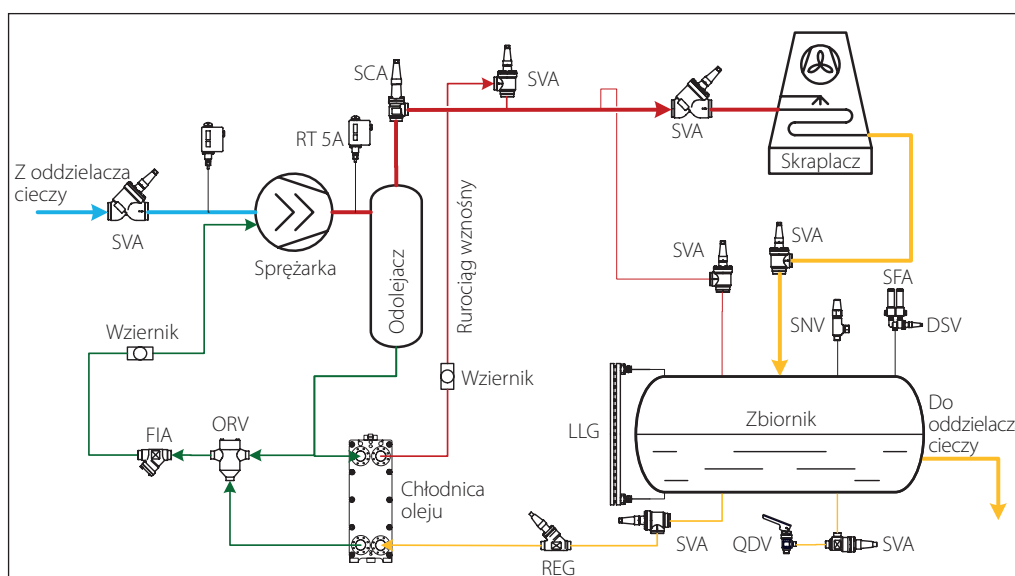 SCA
SVA
RT 5A
SVA
Skraplacz
Z oddzielacza
cieczy
SVA
Sprężarka
Odolejacz
Rurociąg wznośny
SVA
SVA
SFA
SNV
DSV
Wziernik
Wziernik
FIA
ORV
LLG
Zbiornik
Do
oddzielacz
cieczy
Chłodnica
oleju
REG
SVA
QDV
SVA